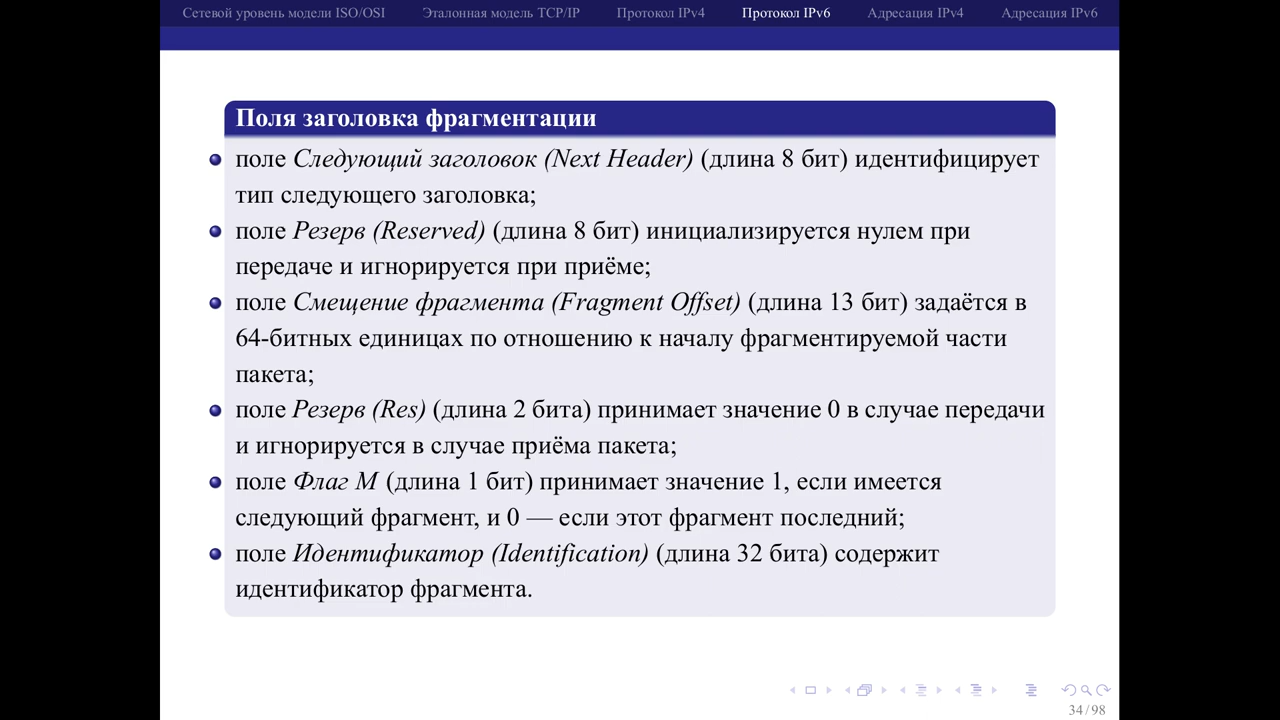 Сетевой уровень модели ISO/OSI Эталонная модель TCP/IP Протокол IPv4 Протокол IPv6 Адресация IPv4 Адресация IPv6
Поля заголовка фрагментации
поле Следующий заголовок (Next Header) (длина 8 бит) идентифицирует
тип следующего заголовка;
поле Резерв (Reserved) (длина 8 бит) инициализируется нулем при
передаче и игнорируется при приёме;
поле Смещение фрагмента (Fragment Offset) (длина 13 бит) задаётся в
64-битных единицах по отношению к началу фрагментируемой части
пакета;
поле Резерв (Res) (длина 2 бита) принимает значение 0 в случае передачи
и игнорируется в случае приёма пакета;
поле Флаг M (длина 1 бит) принимает значение 1, если имеется
следующий фрагмент, и 0 — если этот фрагмент последний;
поле Идентификатор (Identification) (длина 32 бита) содержит
идентификатор фрагмента.
34 / 98